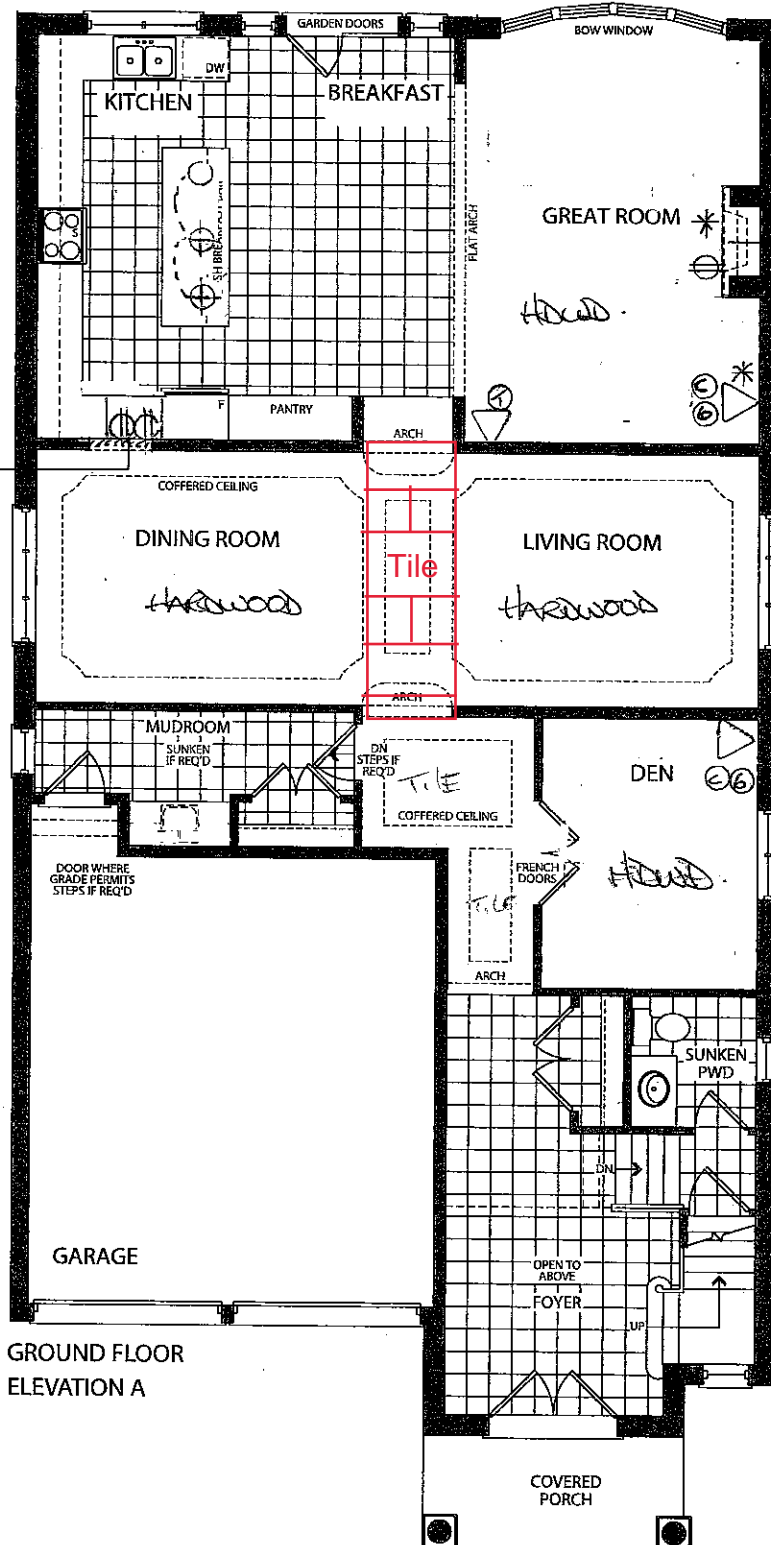 GARDEN DOORS
BOW WINDOW
DW
KITCHEN
BREAKFAST
GREAT ROOM
FLAT ARCH
S
HDWD.
F
PANTRY
T
C
6
ARCH
COFFERED CEILING
DINING ROOM
HARDWOOD
Tile
LIVING ROOM
HARDWOOD
ARCH
MUDROOM
SUNKEN
IF REQ'D
DN
STEPS IF
REQ'D
TILE
COFFERED CEILING
DEN
C 6
DOOR WHERE
GRADE PERMITS
STEPS IF REQ'D
FRENCH
DOORS
HDWD.
TILE
ARCH
SUNKEN
PWD
DN
GARAGE
OPEN TO
ABOVE
FOYER
UP
GROUND FLOOR
ELEVATION A
COVERED
PORCH